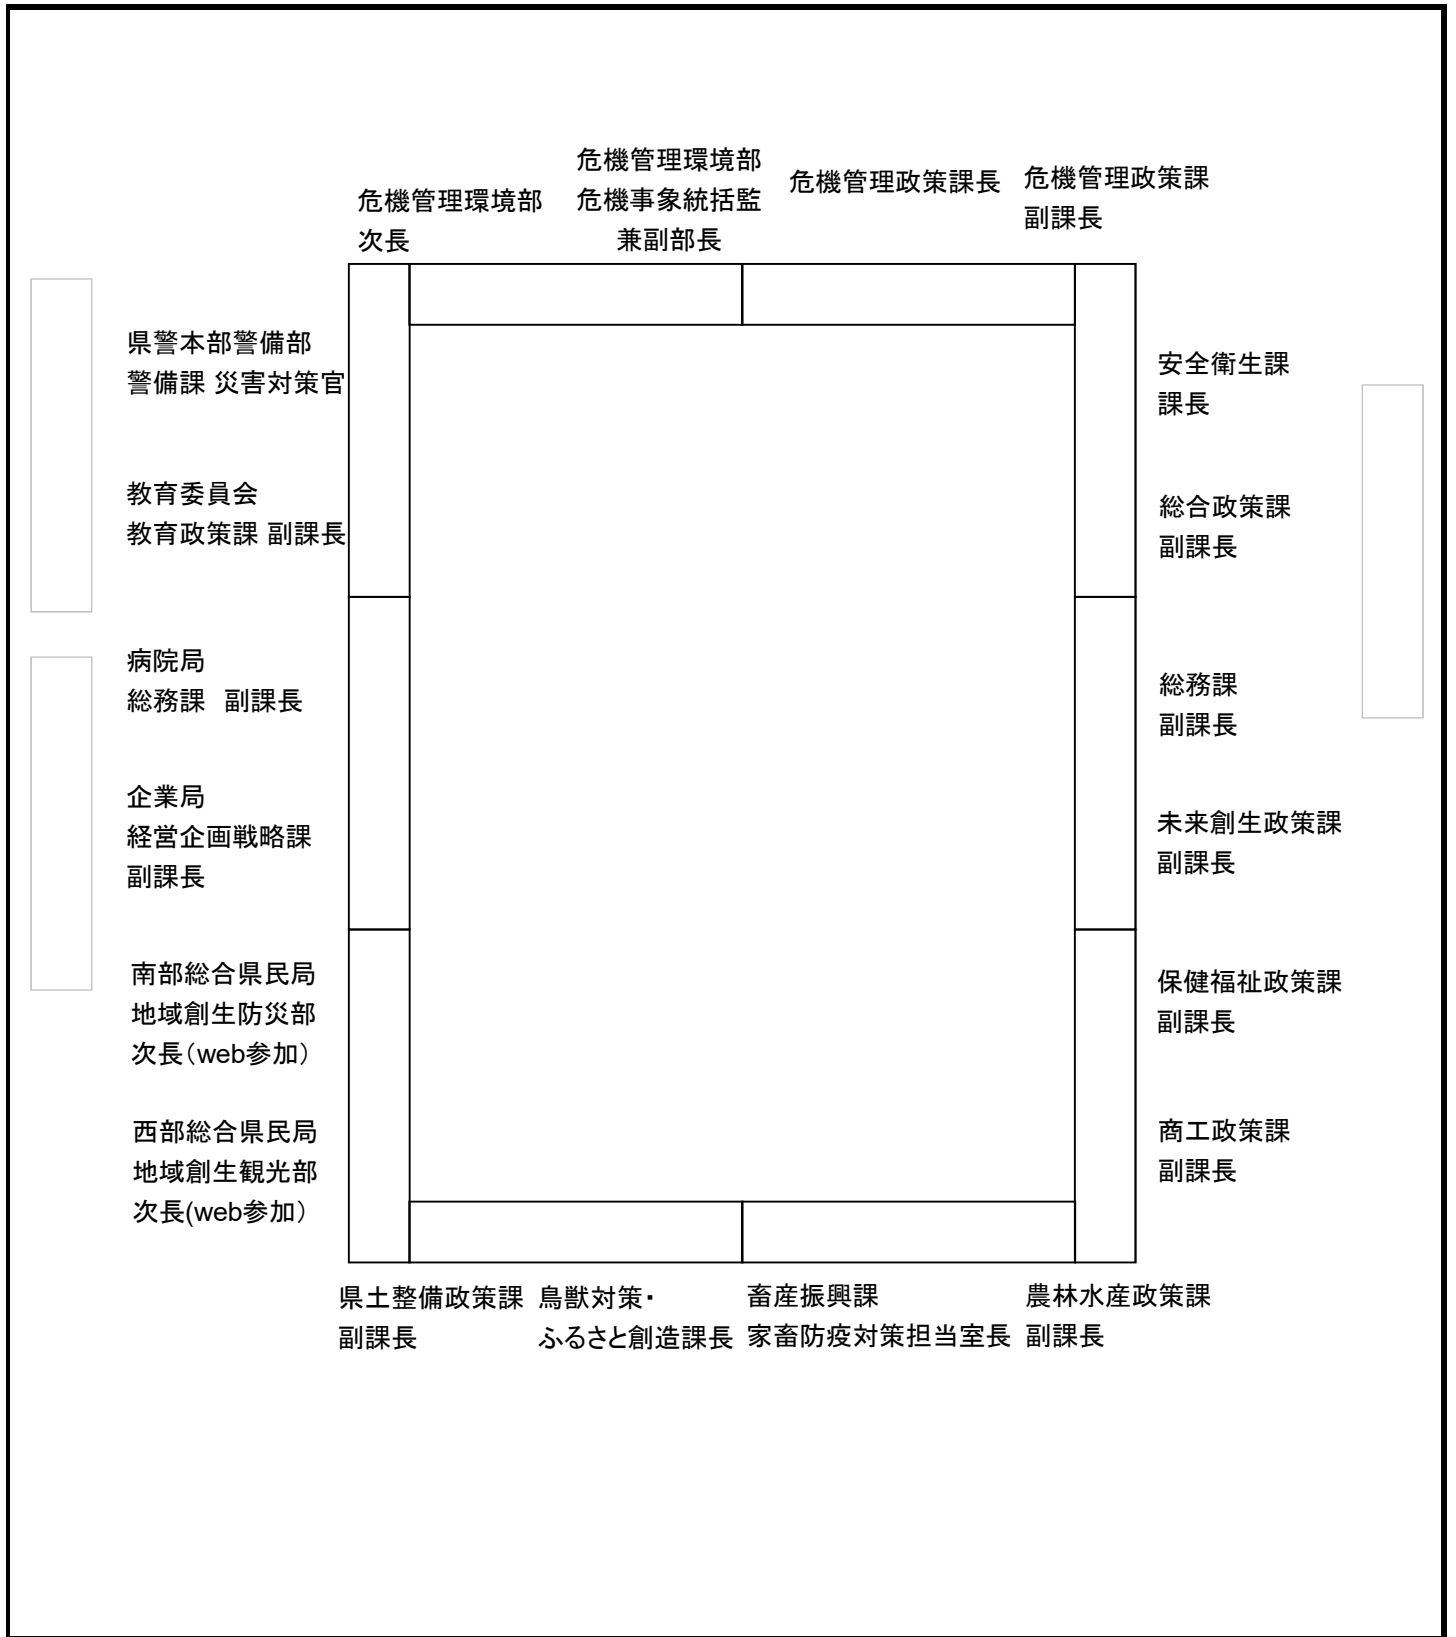 危機管理環境部
次長
危機管理環境部
危機事象統括監
兼副部長
危機管理政策課長
危機管理政策課
副課長
県警本部警備部
警備課 災害対策官
教育委員会
教育政策課 副課長
病院局
総務課　副課長
企業局
経営企画戦略課
副課長
南部総合県民局
地域創生防災部
次長（web参加）
西部総合県民局
地域創生観光部
次長(web参加）
安全衛生課
課長
総合政策課
副課長
総務課
副課長
未来創生政策課
副課長
保健福祉政策課
副課長
商工政策課
副課長
県土整備政策課
副課長
鳥獣対策・
ふるさと創造課長
畜産振興課
家畜防疫対策担当室長
農林水産政策課
副課長